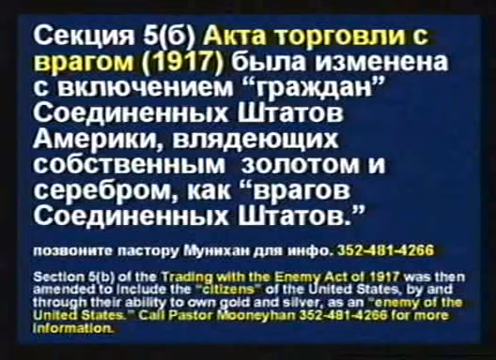 Секция 5(б) Акта торговли с
врагом (1917) была изменена
с включением “граждан”
Соединенных Штатов
Америки, влядеющих
собственным золотом и
серебром, как “врагов
Соединенных Штатов.”
позвоните пастору Мунихан для инфо. 352-481-4266
Section 5(b) of the Trading with the Enemy Act of 1917 was then
amended to include the “citizens” of the United States, by and
through their ability to own gold and silver, as an “enemy of the
United States.” Call Pastor Mooneyhan 352-481-4266 for more
information.